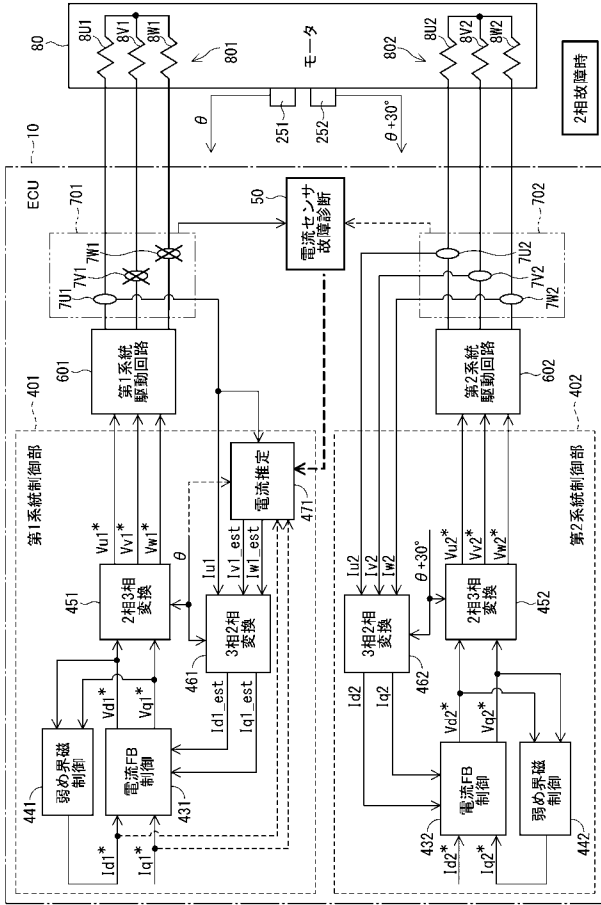 10
ECU
401
第1系統制御部
441
弱め界磁
制御
Id1*
Iq1*
電流FB
制御
431
Vd1*
Vq1*
451
2相3相
変換
Vu1*
Vv1*
Vw1*
601
第1系統
駆動回路
701
7U1
7V1
7W1
80
8U1
8V1
8W1
801
モータ
θ
251
252
θ+30°
802
8U2
8V2
8W2
2相故障時
50
電流センサ
故障診断
θ
電流推定
471
Iu1
Iv1_est
Iw1_est
461
3相2相
変換
Id1_est
Iq1_est
402
第2系統制御部
Iu2
Iv2
Iw2
3相2相
変換
462
θ+30°
Id2
Iq2
432
電流FB
制御
Id2*
Iq2*
Vd2*
Vq2*
弱め界磁
制御
442
2相3相
変換
452
Vu2*
Vv2*
Vw2*
第2系統
駆動回路
602
702
7U2
7V2
7W2